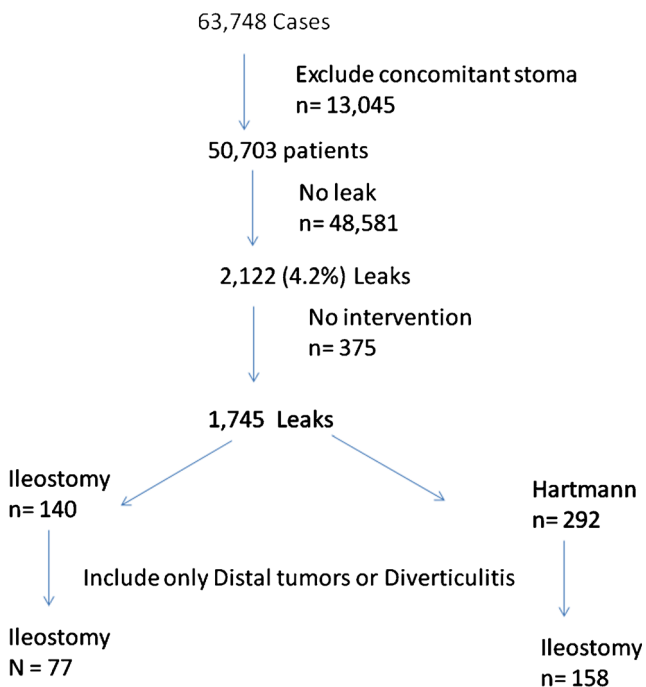 63,748 Cases
Exclude concomitant stoma
n= 13,045
50,703 patients
No leak
n= 48,581
2,122 (4.2%) Leaks
No intervention
n= 375
1,745 Leaks
Ileostomy
n= 140
Hartmann
n= 292
Include only Distal tumors or Diverticulitis
Ileostomy
N = 77
Ileostomy
n= 158